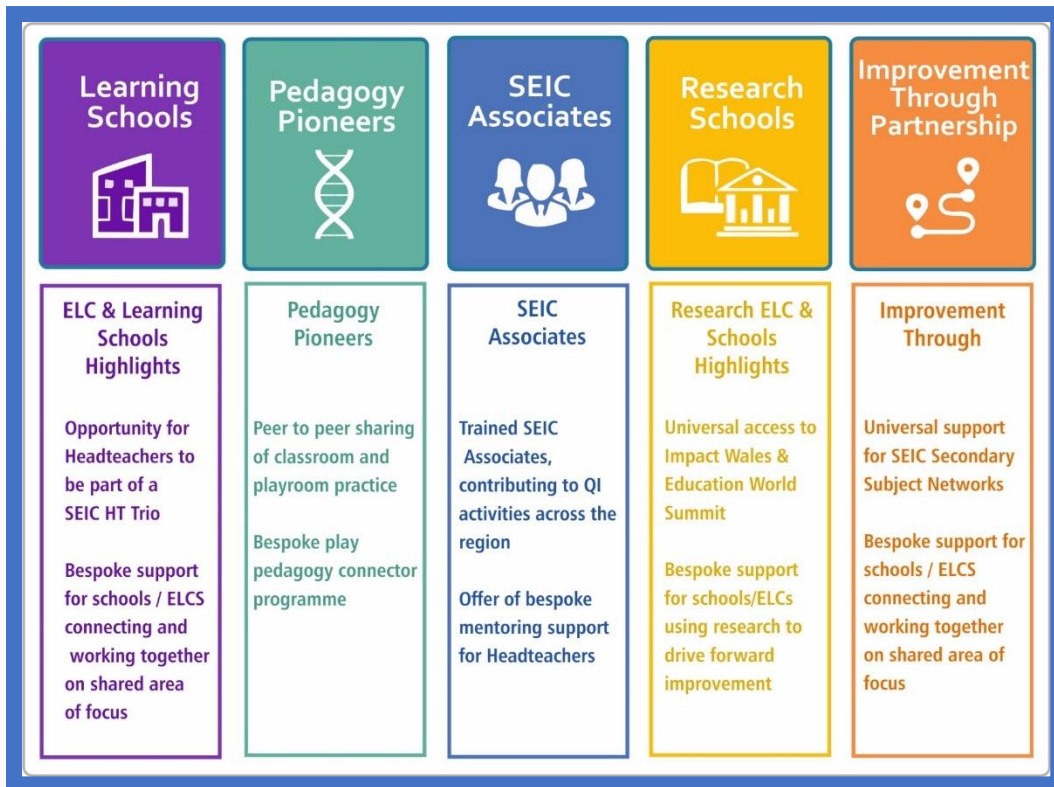 Learning
Schools
Pedagogy
Pioneers
SEIC
Associates
Research
Schools
Improvement
Through
Partnership
ELC & Learning
Schools
Highlights
Opportunity for
Headteachers to
be part of a
SEIC HT Trio
Bespoke support
for schools / ELCS
connecting and
working together
on shared area
of focus
Pedagogy
Pioneers
Peer to peer sharing
of classroom and
playroom practice
Bespoke play
pedagogy connector
programme
SEIC
Associates
Trained SEIC
Associates,
contributing to QI
activities across the
region
Offer of bespoke
mentoring support
for Headteachers
Research ELC &
Schools
Highlights
Universal access to
Impact Wales &
Education World
Summit
Bespoke support
for schools/ELCs
using research to
drive forward
improvement
Improvement
Through
Universal support
for SEIC Secondary
Subject Networks
Bespoke support for
schools / ELCS
connecting and
working together
on shared area of
focus